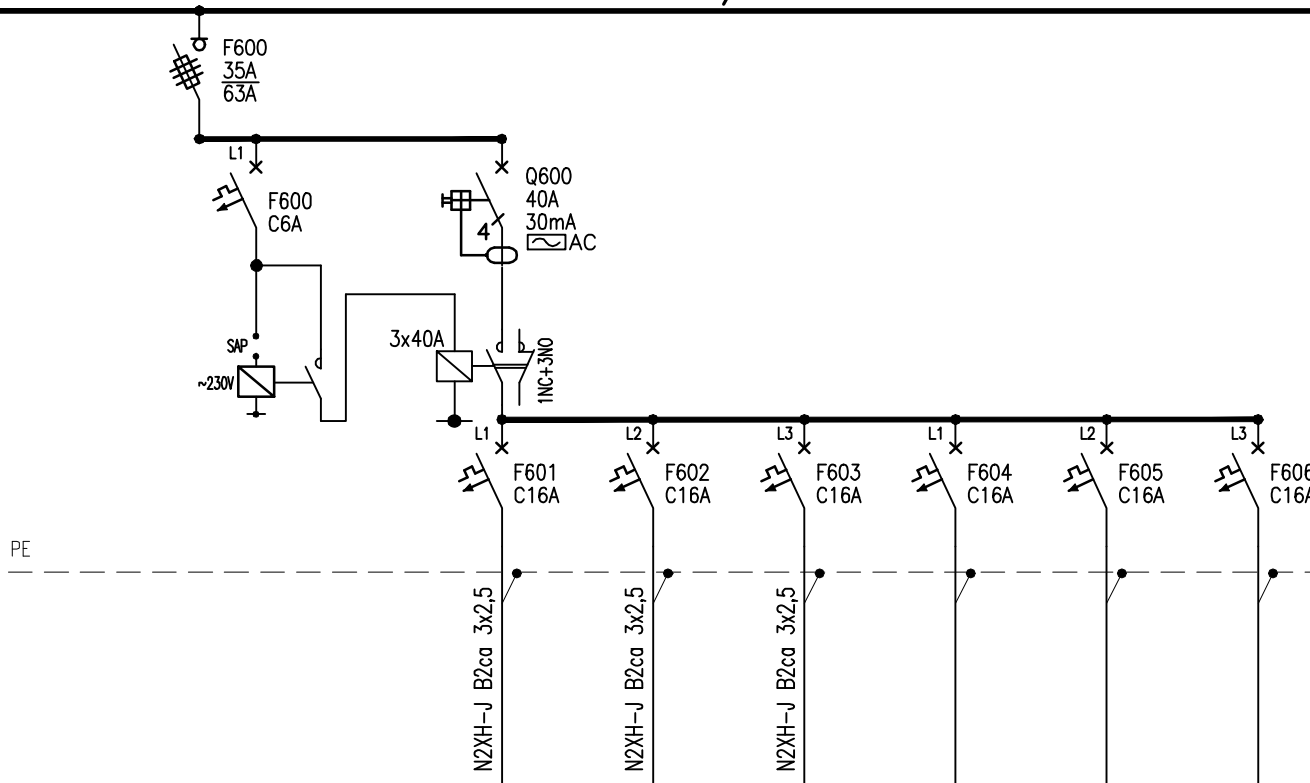 F600
35A
63A
L1
F600
C6A
Q600
40A
30mA
AC
4
SAP
~230V
3x40A
1NC+3NO
L1
L2
L3
L1
L2
L3
F601
C16A
F602
C16A
F603
C16A
F604
C16A
F605
C16A
F606
C16A
PE
N2XH-J B2ca 3x2,5
N2XH-J B2ca 3x2,5
N2XH-J B2ca 3x2,5